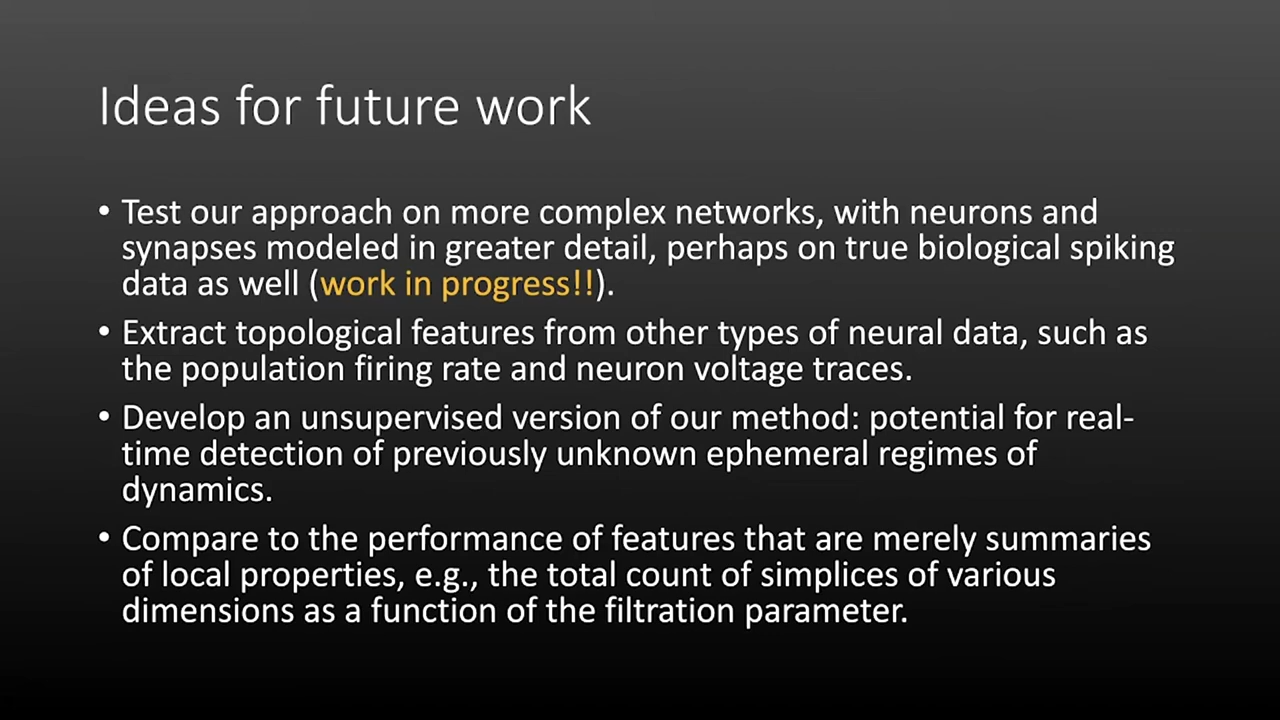 Ideas for future work
• Test our approach on more complex networks, with neurons and
synapses modeled in greater detail, perhaps on true biological spiking
data as well (work in progress!!).
• Extract topological features from other types of neural data, such as
the population firing rate and neuron voltage traces.
• Develop an unsupervised version of our method: potential for real-
time detection of previously unknown ephemeral regimes of
dynamics.
• Compare to the performance of features that are merely summaries
of local properties, e.g., the total count of simplices of various
dimensions as a function of the filtration parameter.